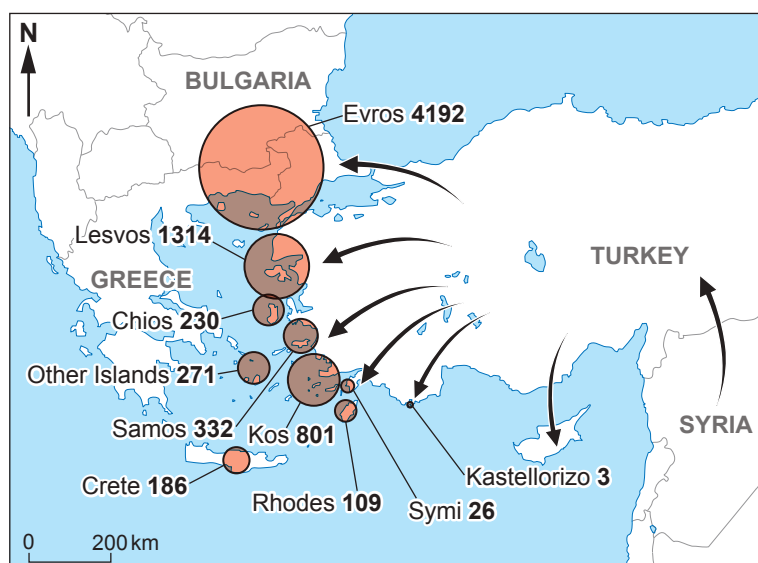 N
BULGARIA
Evros 4192
Lesvos 1314
GREECE
TURKEY
Chios 230
Other Islands 271
Samos 332
Kos 801
SYRIA
Kastellorizo 3
Crete 186
Rhodes 109
Symi 26
0 200 km